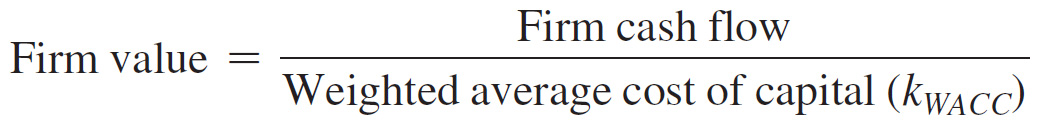 Firm value = Firm cash flow
Weighted average cost of capital (kWACC)